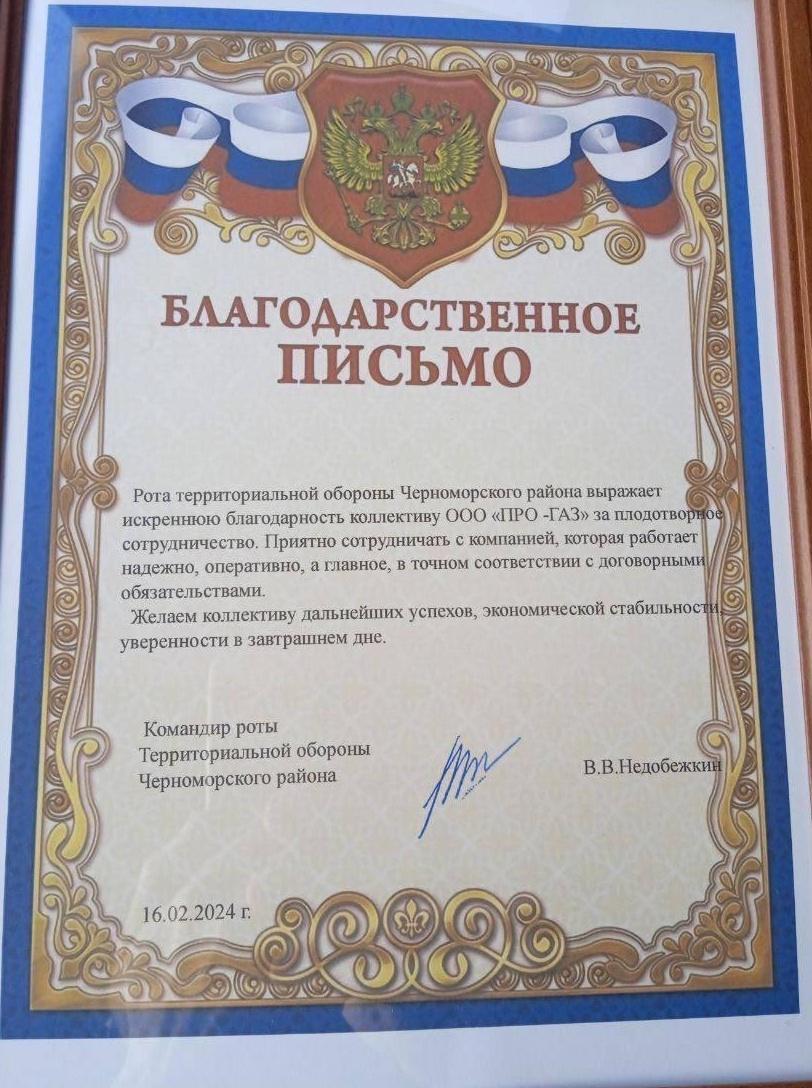 БЛАГОДАРСТВЕННОЕ
ПИСЬМО
Рота территориальной обороны Черноморского района выражает
искреннюю благодарность коллективу ООО «ПРО -ГАЗ» за плодотворное
сотрудничество. Приятно сотрудничать с компанией, которая работает
надежно, оперативно, а главное, в точном соответствии с договорными
обязательствами.
Желаем коллективу дальнейших успехов, экономической стабильности,
уверенности в завтрашнем дне.
Командир роты
Территориальной обороны
Черноморского района
В.В.Недобежкин
16.02.2024 г.